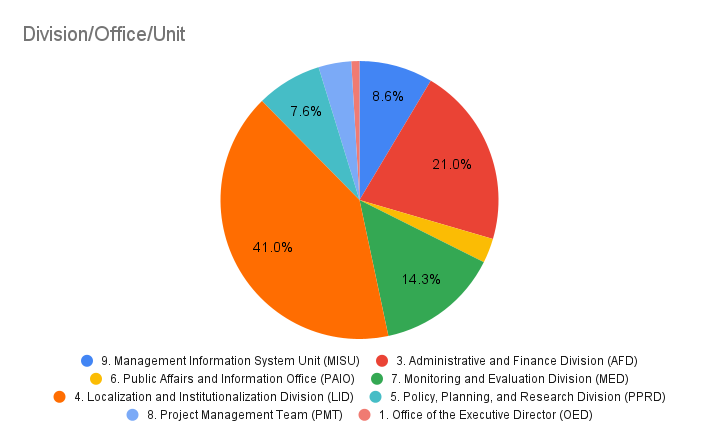 Division/Office/Unit
8.6%
7.6%
21.0%
41.0%
14.3%
9. Management Information System Unit (MISU) 3. Administrative and Finance Division (AFD)
6. Public Affairs and Information Office (PAIO) 7. Monitoring and Evaluation Division (MED)
4. Localization and Institutionalization Division (LID) 5. Policy, Planning, and Research Division (PPRD)
8. Project Management Team (PMT) 1. Office of the Executive Director (OED)